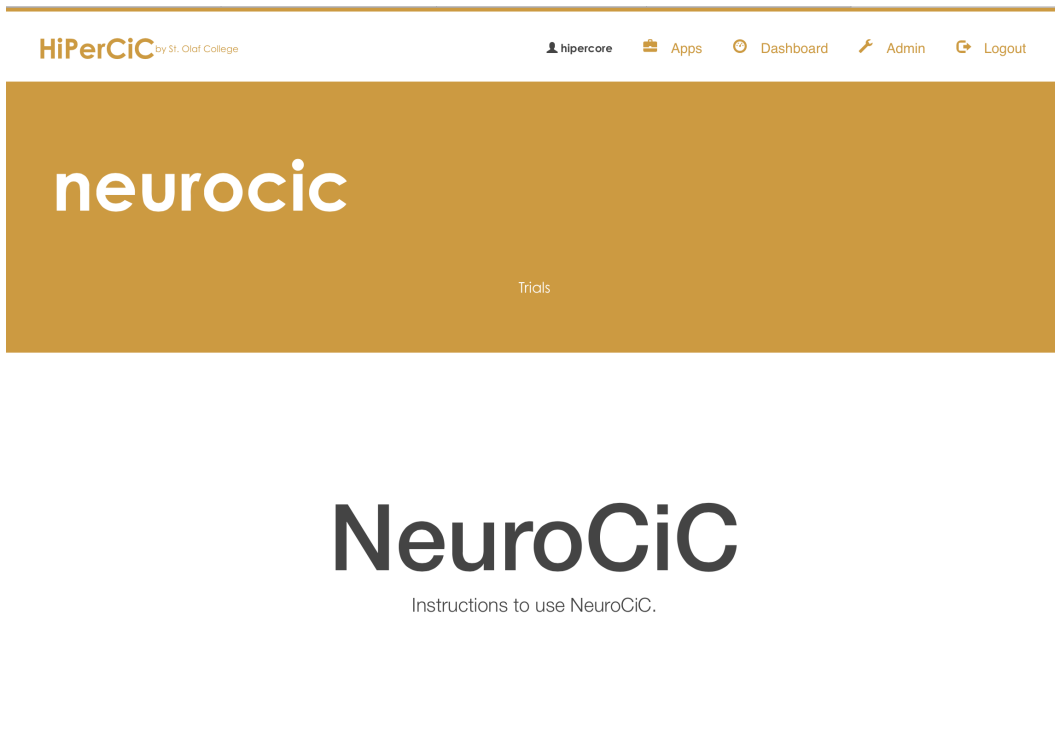 HiPerCiC by St. Olaf College hipercore Apps Dashboard Admin Logout
neurocic
Trials
NeuroCiC
Instructions to use NeuroCiC.